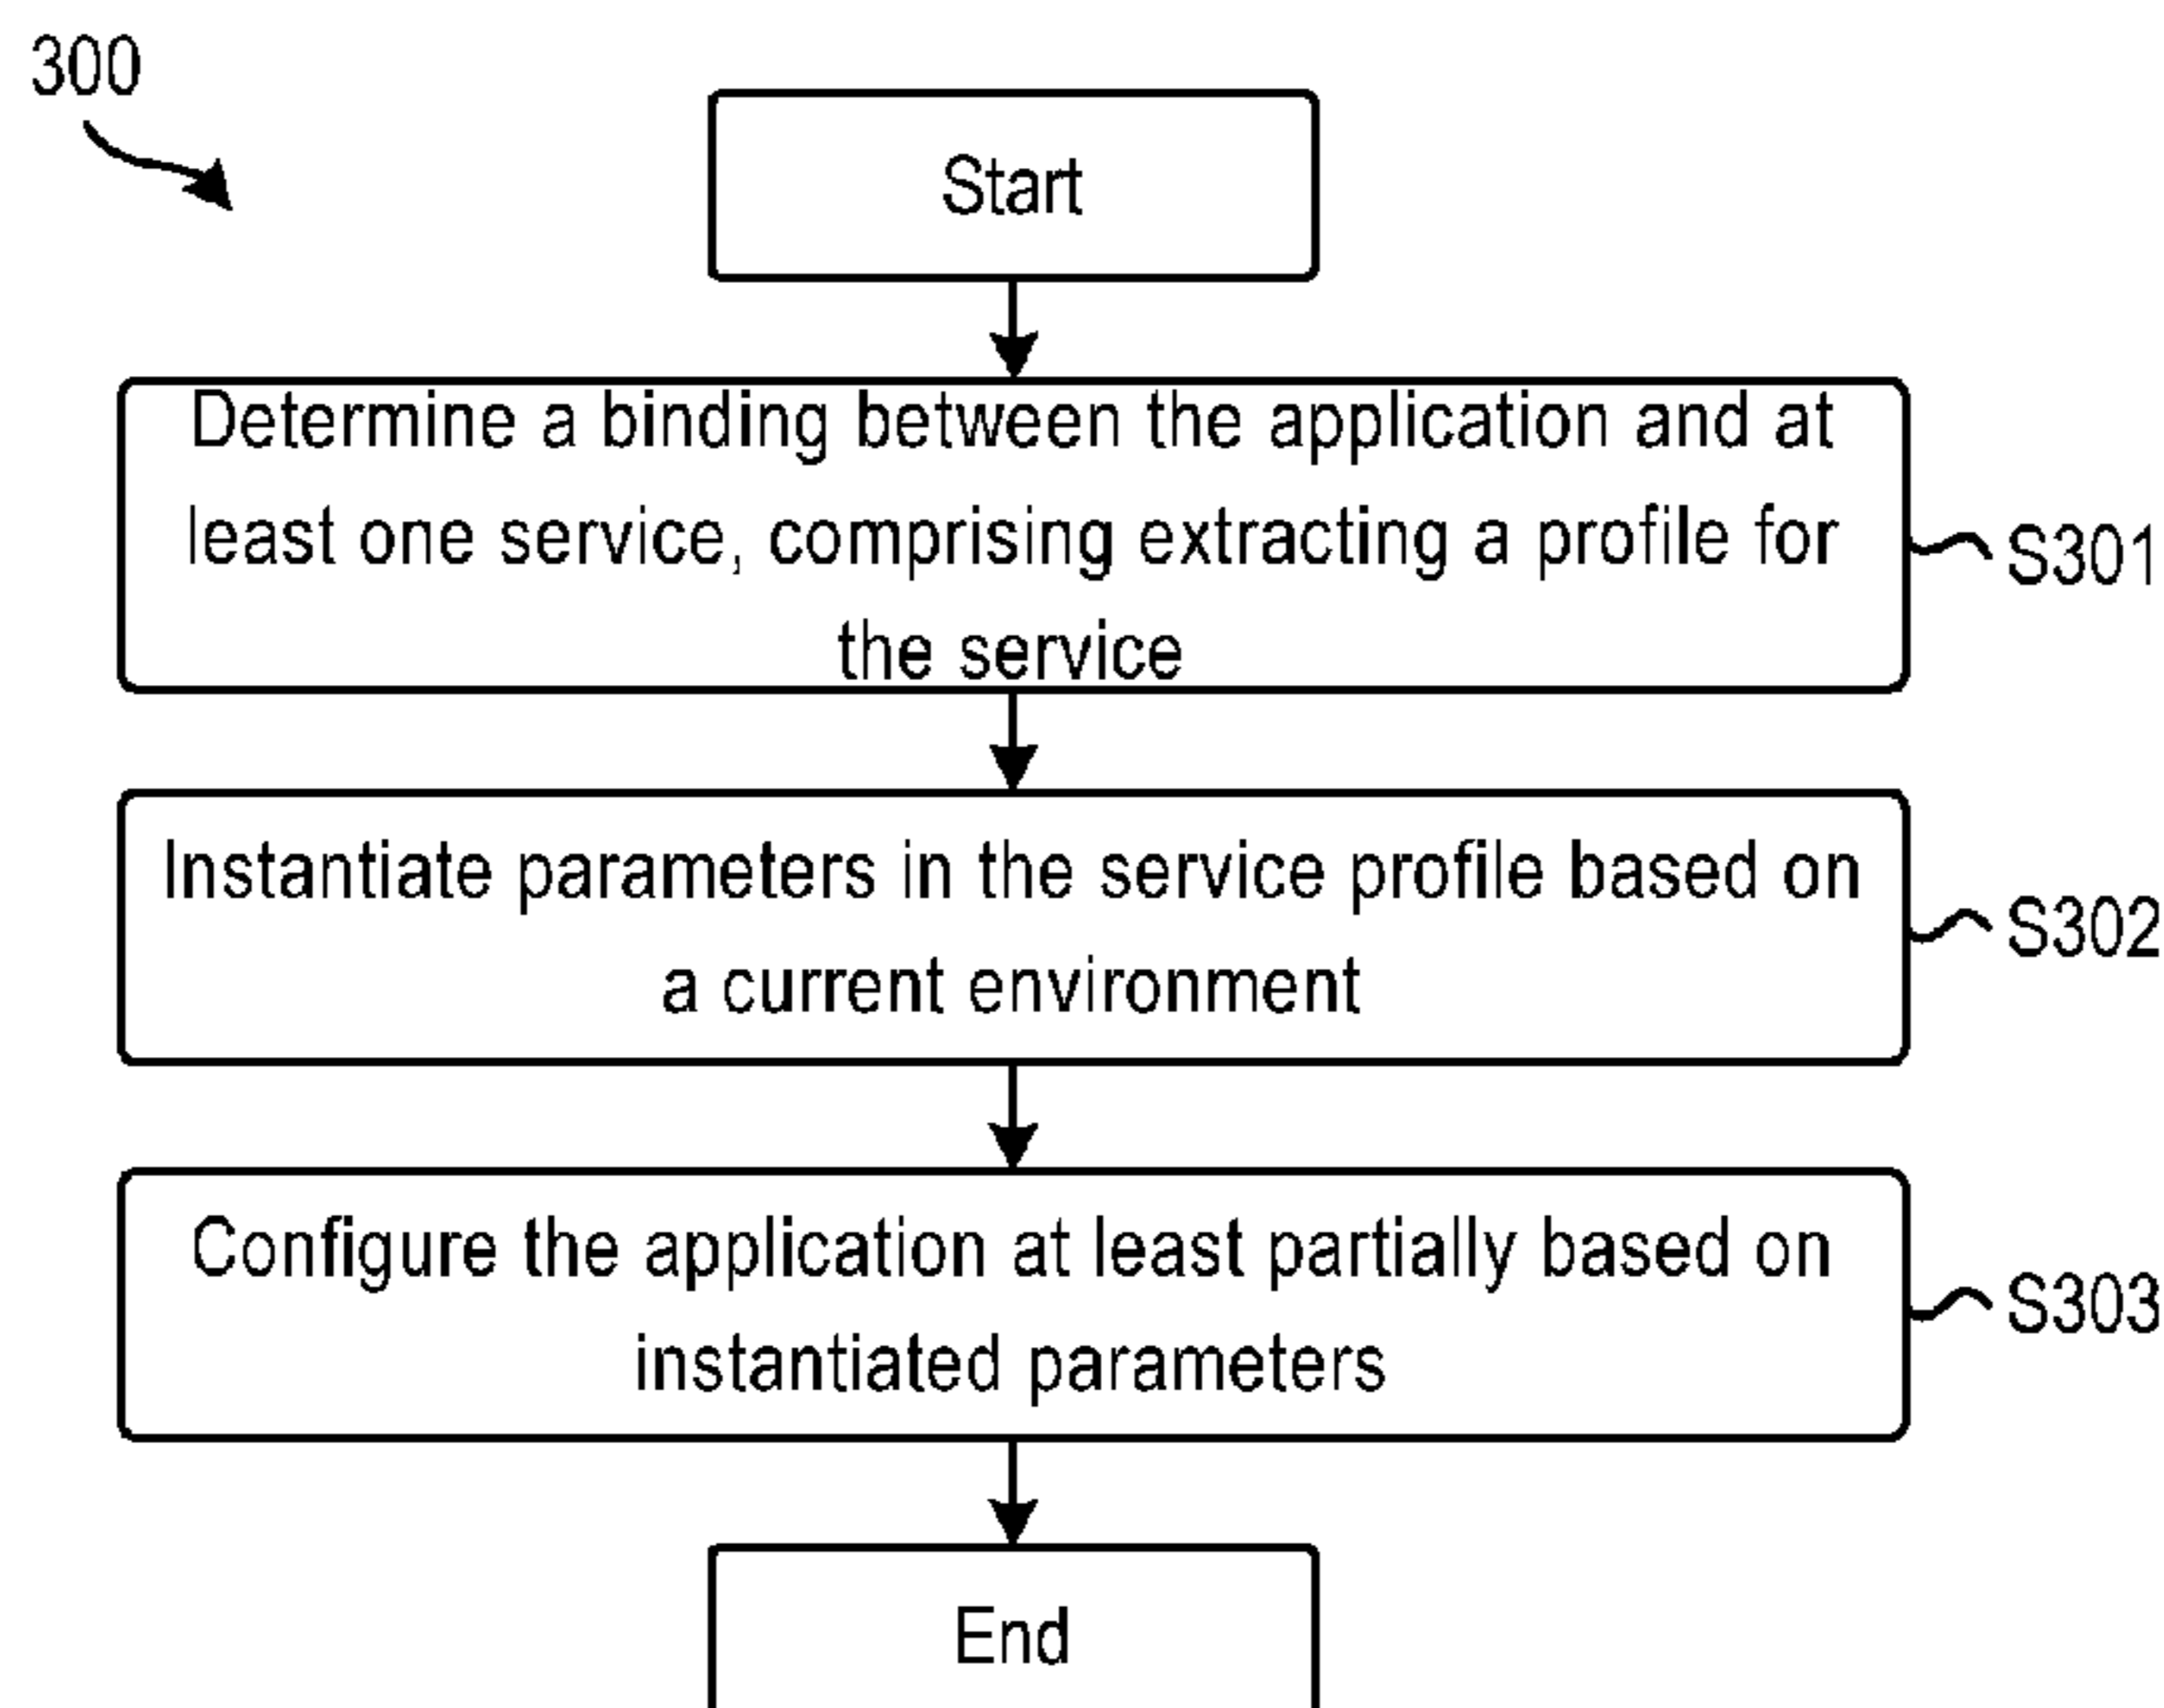 300
Start
Determine a binding between the application and at
least one service, comprising extracting a profile for
the service
S301
Instantiate parameters in the service profile based on
a current environment
S302
Configure the application at least partially based on
instantiated parameters
S303
End